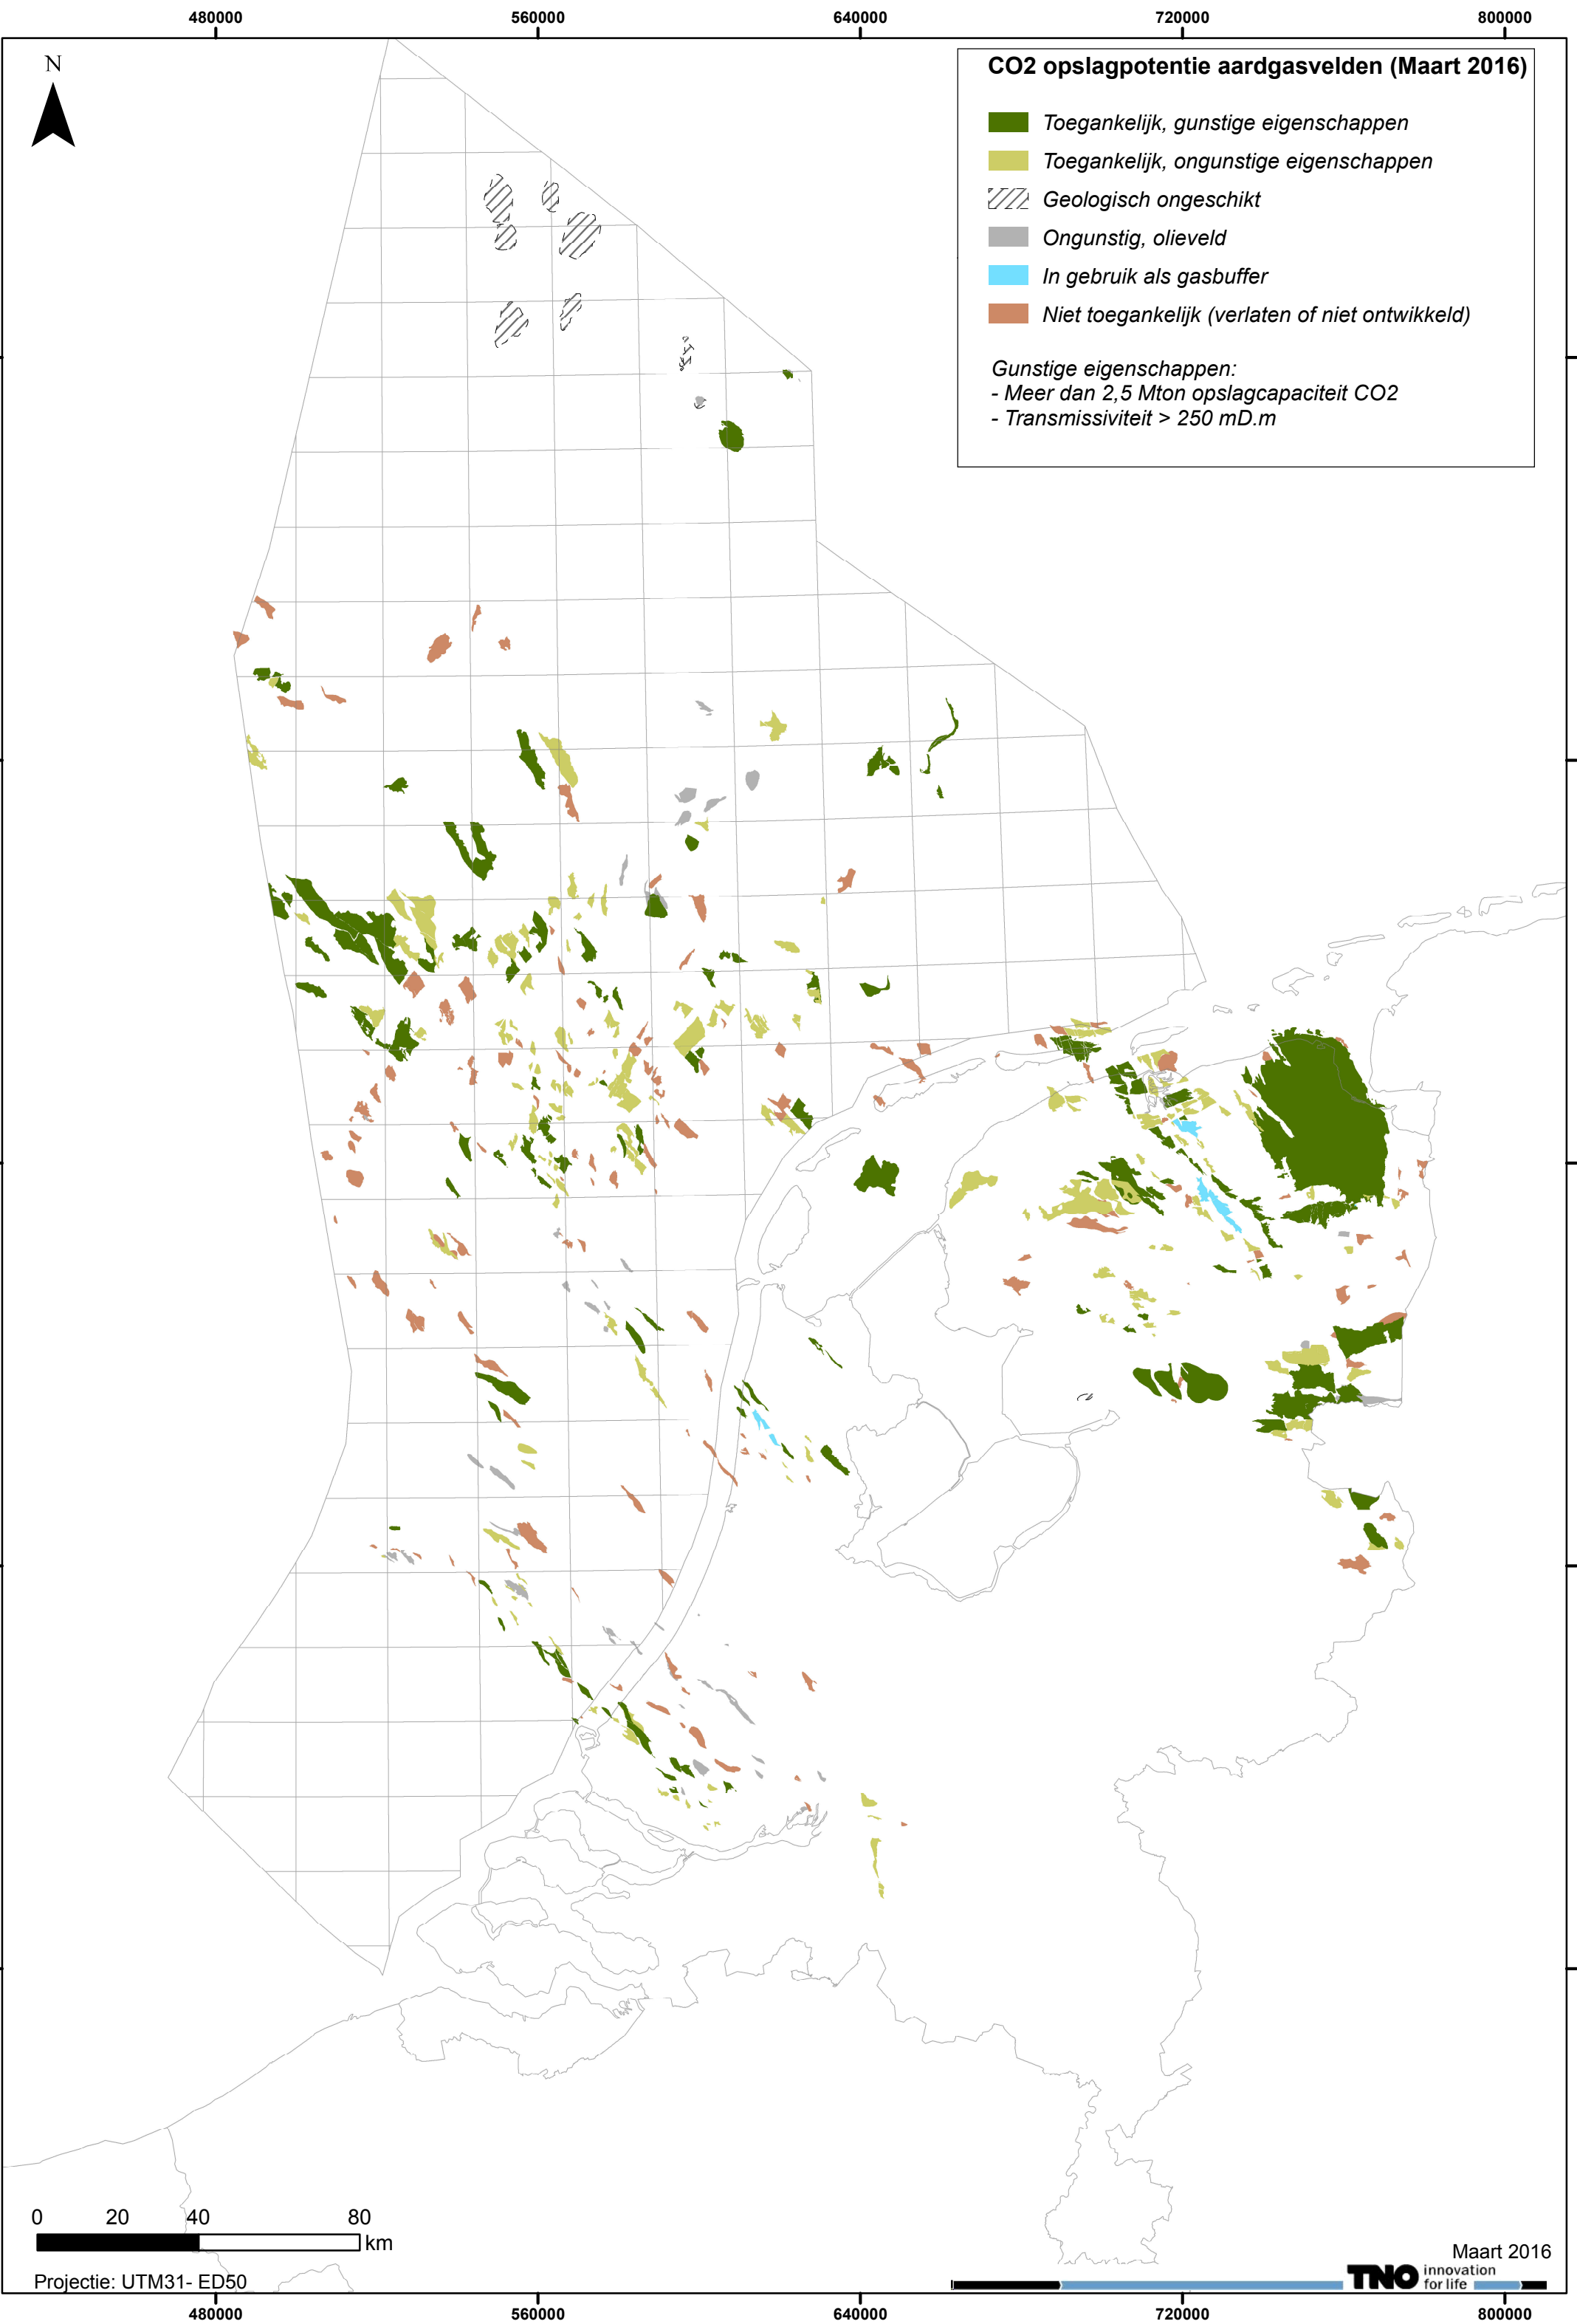 480000 560000 640000 720000 800000
N
CO2 opslagpotentie aardgasvelden (Maart 2016)
Toegankelijk, gunstige eigenschappen
Toegankelijk, ongunstige eigenschappen
Geologisch ongeschikt
Ongunstig, olieveld
In gebruik als gasbuffer
Niet toegankelijk (verlaten of niet ontwikkeld)
Gunstige eigenschappen:
- Meer dan 2,5 Mton opslagcapaciteit CO2
- Transmissiviteit > 250 mD.m
0 20 40 80
km
Projectie: UTM31- ED50
Maart 2016
TNO innovation
for life
480000 560000 640000 720000 800000